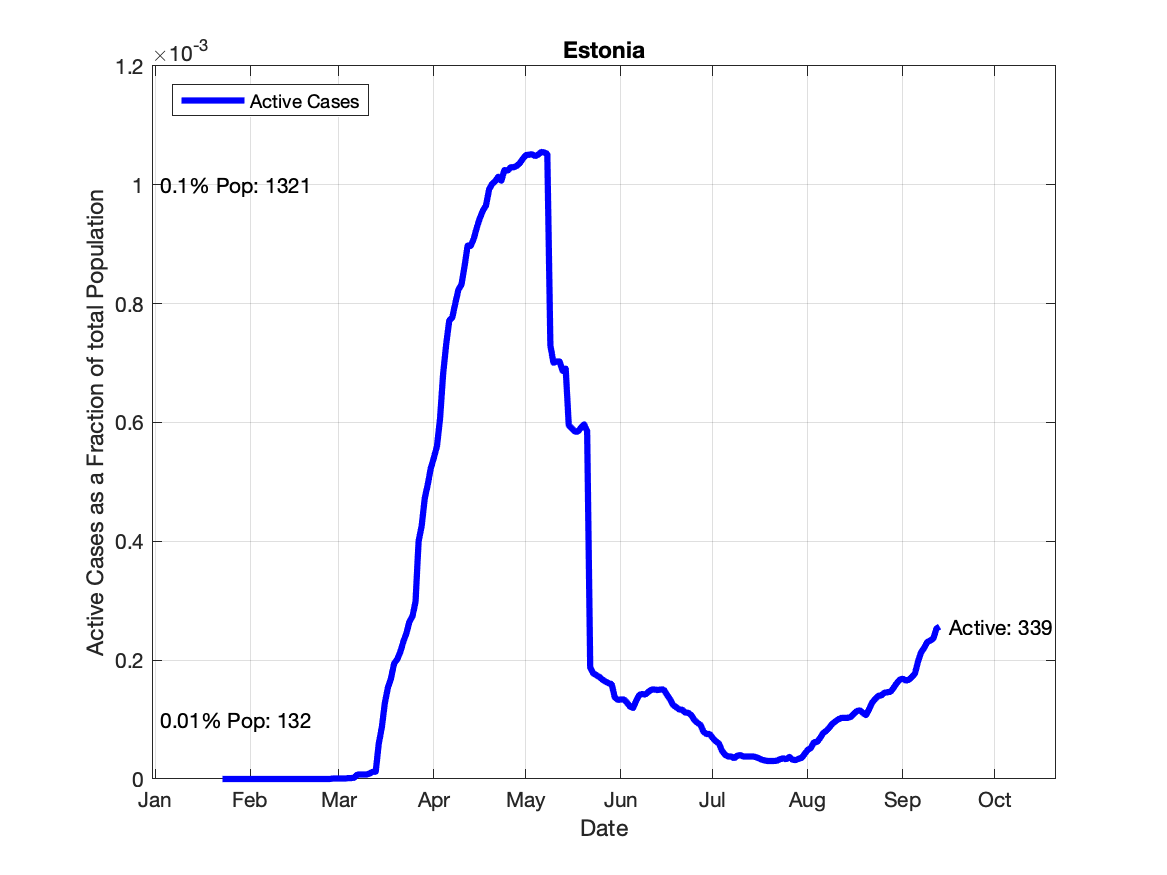 Estonia
×10-3
1.2
1
0.8
0.6
0.4
0.2
0
Active Cases
0.1% Pop: 1321
0.01% Pop: 132
Active: 339
Active Cases as a Fraction of total Population
Jan Feb Mar Apr May Jun Jul Aug Sep Oct
Date